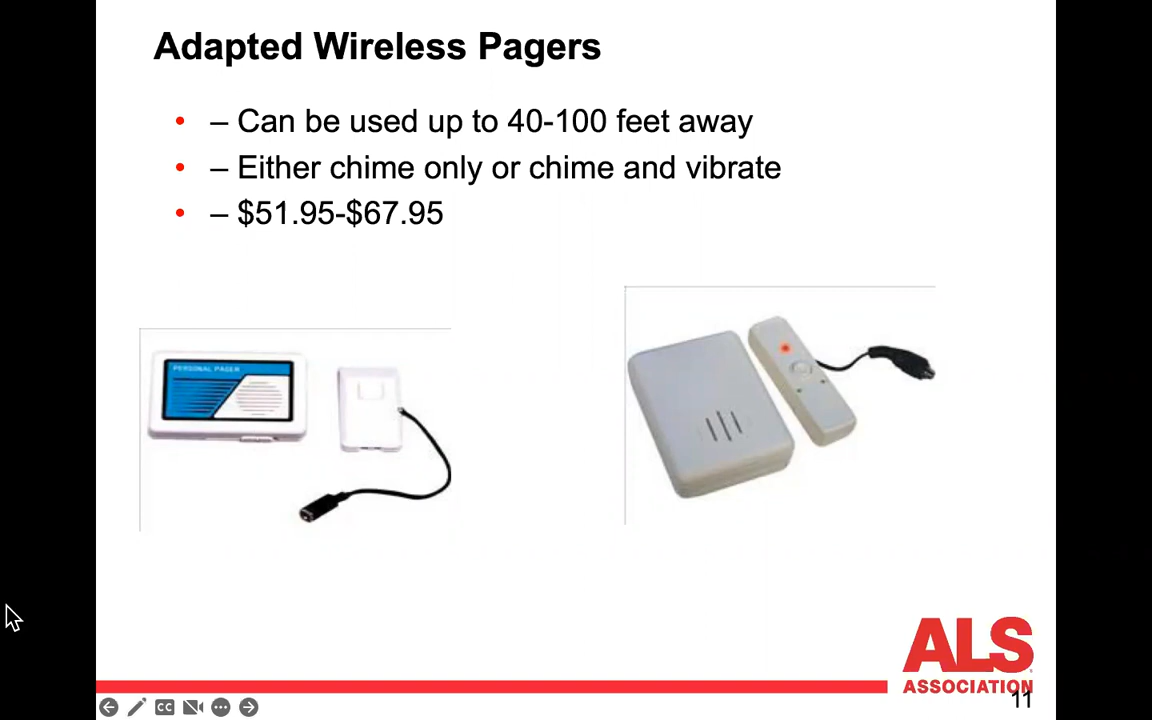 Adapted Wireless Pagers
• – Can be used up to 40-100 feet away
• – Either chime only or chime and vibrate
• – $51.95-$67.95
PERSONAL PAGER
ALS
ASSOCIATION
11
CC